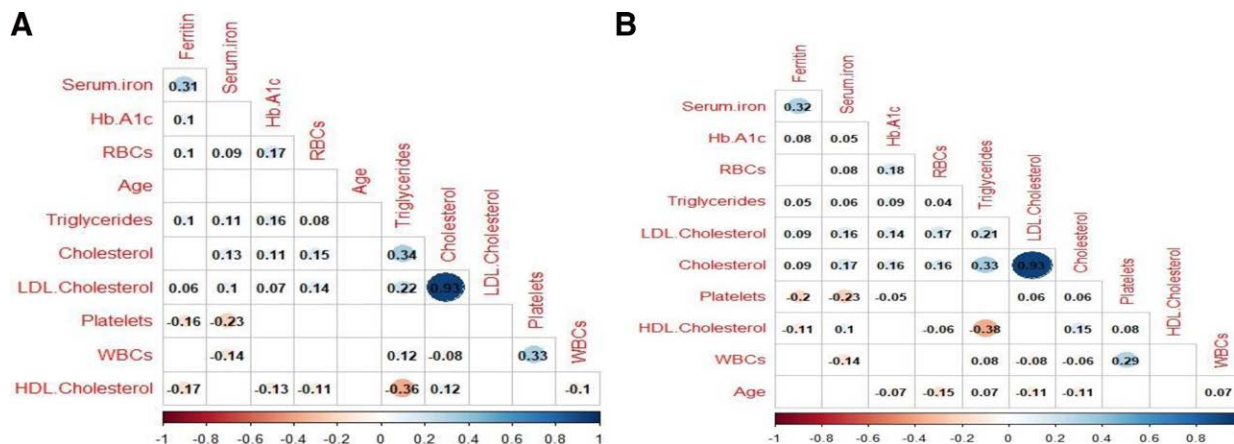 A
Ferritin
Serum.iron
Hb.A1c
RBCs
Age
Triglycerides
Cholesterol
LDL.Cholesterol
Platelets
WBCs
Serum.iron 0.31
Hb.A1c 0.1
RBCs 0.1 0.09 0.17
Age
Triglycerides 0.1 0.11 0.16 0.08
Cholesterol 0.13 0.11 0.15 0.34
LDL.Cholesterol 0.06 0.1 0.07 0.14 0.22 0.93
Platelets -0.16 -0.23
WBCs -0.14 0.12 -0.08 0.33
HDL.Cholesterol -0.17 -0.13 -0.11 -0.36 0.12 -0.1
-1 -0.8 -0.6 -0.4 -0.2 0 0.2 0.4 0.6 0.8 1
B
Ferritin
Serum.iron
Hb.A1c
RBCs
Triglycerides
LDL.Cholesterol
Cholesterol
Platelets
HDL.Cholesterol
WBCs
Serum.iron 0.32
Hb.A1c 0.08 0.05
RBCs 0.08 0.18
Triglycerides 0.05 0.06 0.09 0.04
LDL.Cholesterol 0.09 0.16 0.14 0.17 0.21
Cholesterol 0.09 0.17 0.16 0.16 0.33 0.93
Platelets -0.2 -0.23 -0.05 0.06 0.06
HDL.Cholesterol -0.11 0.1 -0.06 -0.38 0.15 0.08
WBCs -0.14 0.08 -0.08 -0.06 0.29
Age -0.07 -0.15 0.07 -0.11 -0.11 0.07
-1 -0.8 -0.6 -0.4 -0.2 0 0.2 0.4 0.6 0.8 1